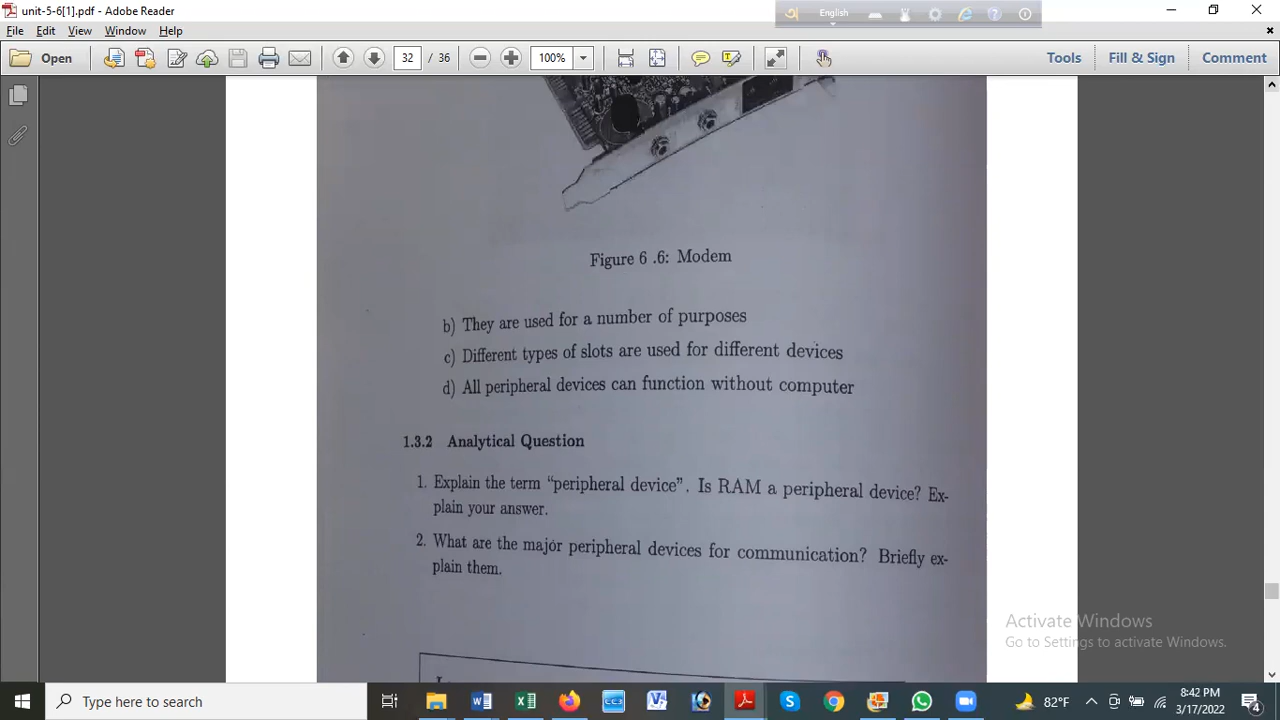 unit-5-6[1].pdf - Adobe Reader
English
File Edit View Window Help
Open
32 / 36
100%
Tools
Fill & Sign
Comment
Figure 6 .6: Modem
b) They are used for a number of purposes
c) Different types of slots are used for different devices
d) All peripheral devices can function without computer
1.3.2 Analytical Question
1. Explain the term “peripheral device”. Is RAM a peripheral device? Ex-
plain your answer.
2. What are the major peripheral devices for communication? Briefly ex-
plain them.
Activate Windows
Go to Settings to activate Windows.
Type here to search
82°F
8:42 PM
3/17/2022
4